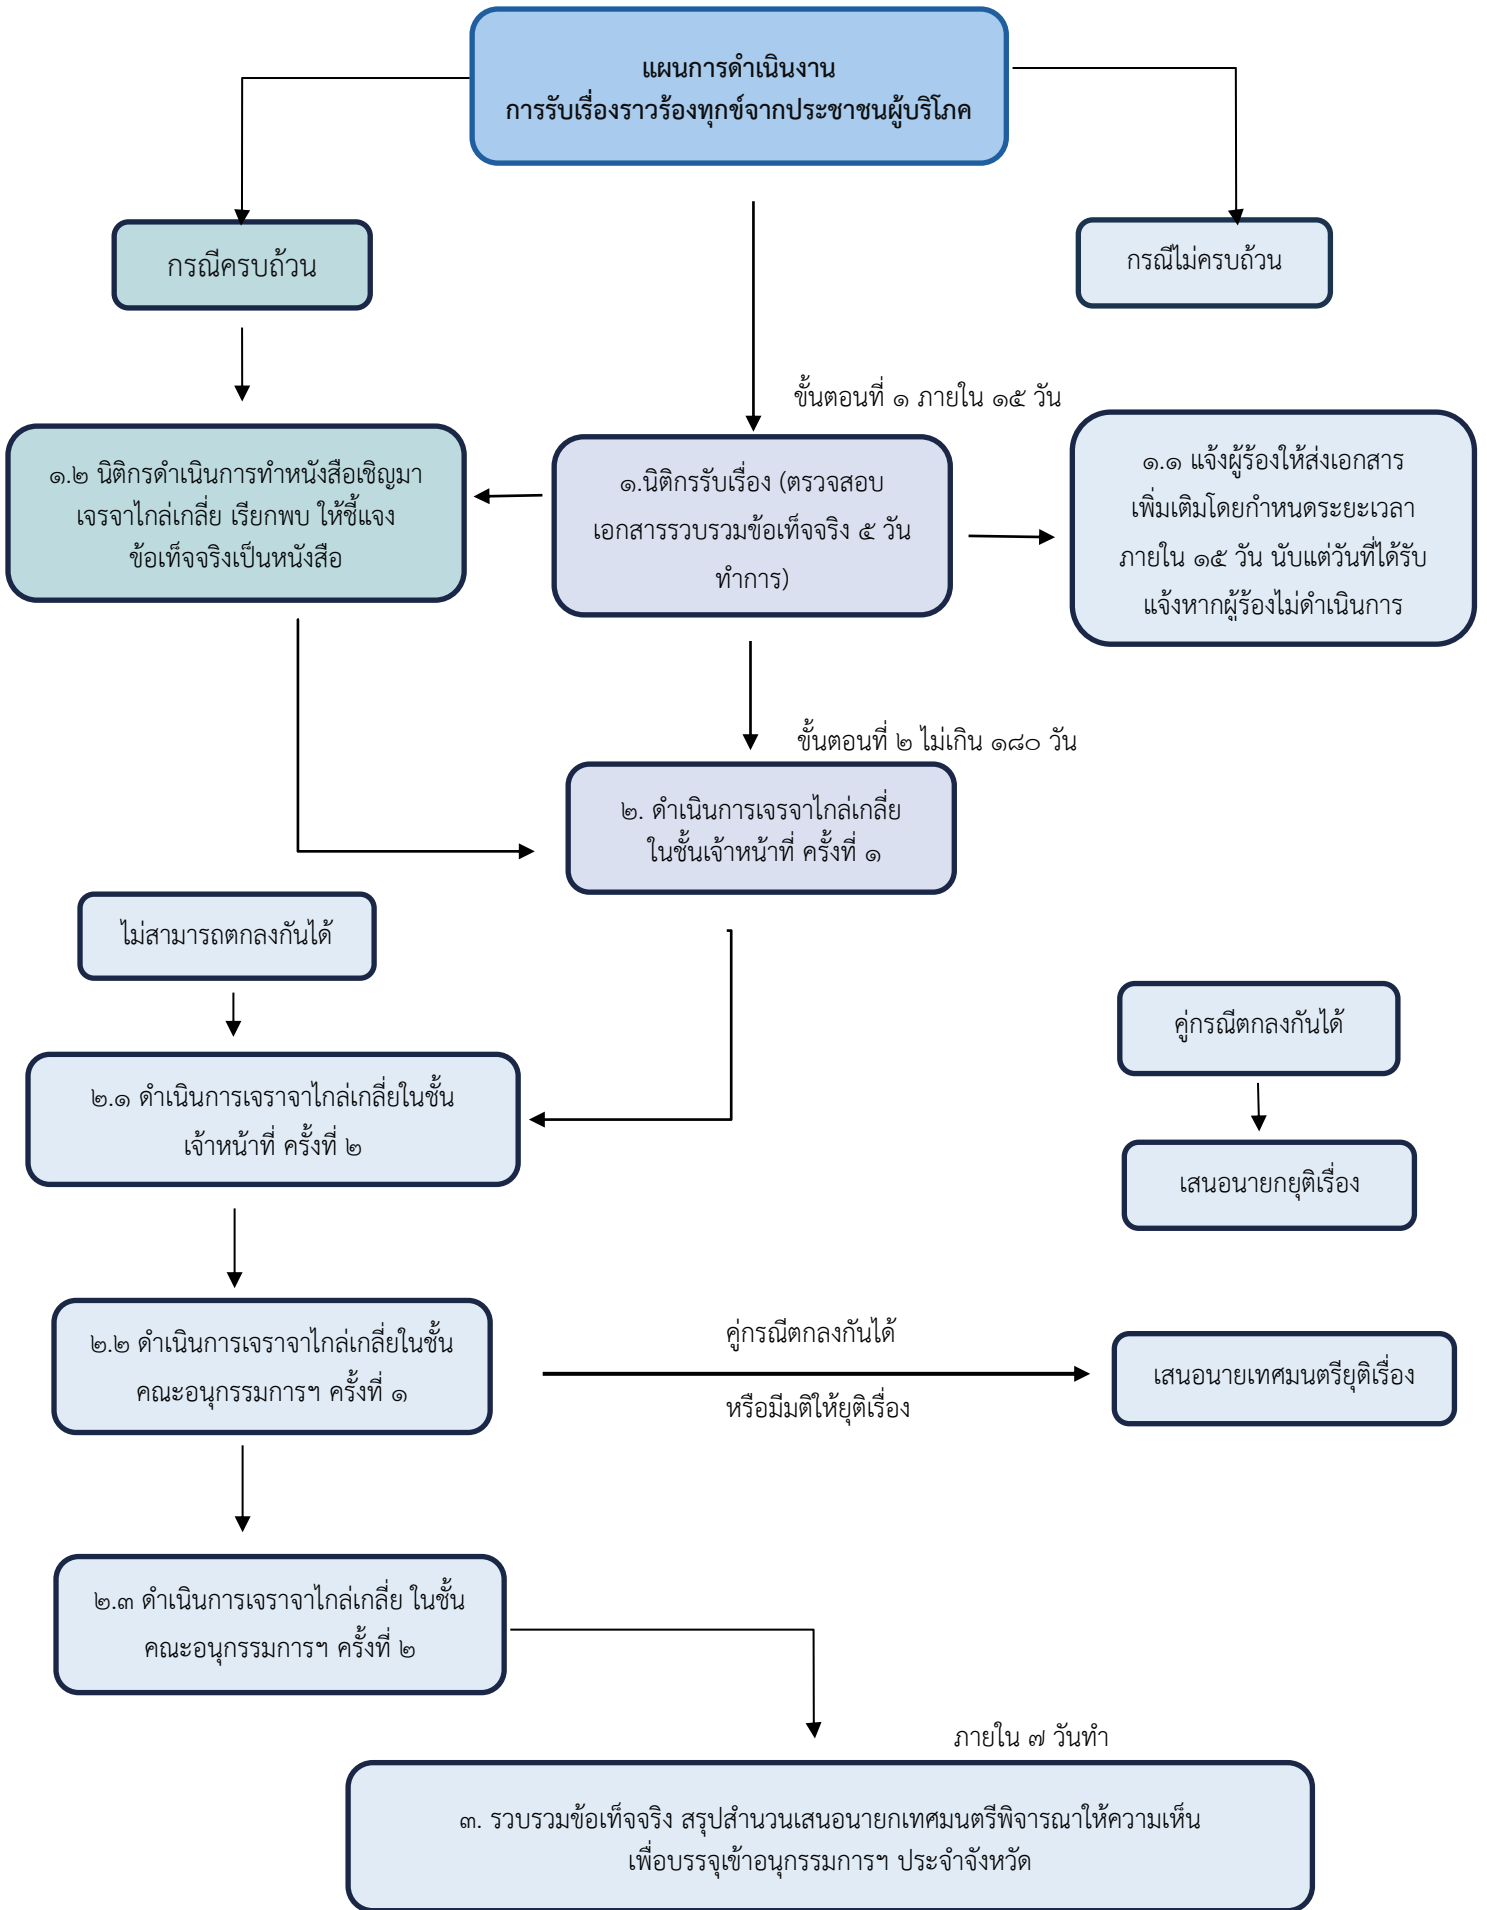 แผนการดำเนินงาน
การรับเรื่องราวร้องทุกข์จากประชาชนผู้บริโภค
กรณีครบถ้วน
กรณีไม่ครบถ้วน
ขั้นตอนที่ ๑ ภายใน ๑๕ วัน
๑.๒ นิติกรดำเนินการทำหนังสือเชิญมา
เจรจาไกล่เกลี่ย เรียกพบ ให้ชี้แจง
ข้อเท็จจริงเป็นหนังสือ
๑.นิติกรรับเรื่อง (ตรวจสอบ
เอกสารรวบรวมข้อเท็จจริง ๕ วัน
ทำการ)
๑.๑ แจ้งผู้ร้องให้ส่งเอกสาร
เพิ่มเติมโดยกำหนดระยะเวลา
ภายใน ๑๕ วัน นับแต่วันที่ได้รับ
แจ้งหากผู้ร้องไม่ดำเนินการ
ขั้นตอนที่ ๒ ไม่เกิน ๑๘๐ วัน
๒. ดำเนินการเจรจาไกล่เกลี่ย
ในชั้นเจ้าหน้าที่ ครั้งที่ ๑
ไม่สามารถตกลงกันได้
คู่กรณีตกลงกันได้
๒.๑ ดำเนินการเจราจาไกล่เกลี่ยในชั้น
เจ้าหน้าที่ ครั้งที่ ๒
เสนอนายกยุติเรื่อง
๒.๒ ดำเนินการเจราจาไกล่เกลี่ยในชั้น
คณะอนุกรรมการฯ ครั้งที่ ๑
คู่กรณีตกลงกันได้
หรือมีมติให้ยุติเรื่อง
เสนอนายเทศมนตรียุติเรื่อง
๒.๓ ดำเนินการเจราจาไกล่เกลี่ย ในชั้น
คณะอนุกรรมการฯ ครั้งที่ ๒
ภายใน ๗ วันทำ
๓. รวบรวมข้อเท็จจริง สรุปสำนวนเสนอนายกเทศมนตรีพิจารณาให้ความเห็น
เพื่อบรรจุเข้าอนุกรรมการฯ ประจำจังหวัด